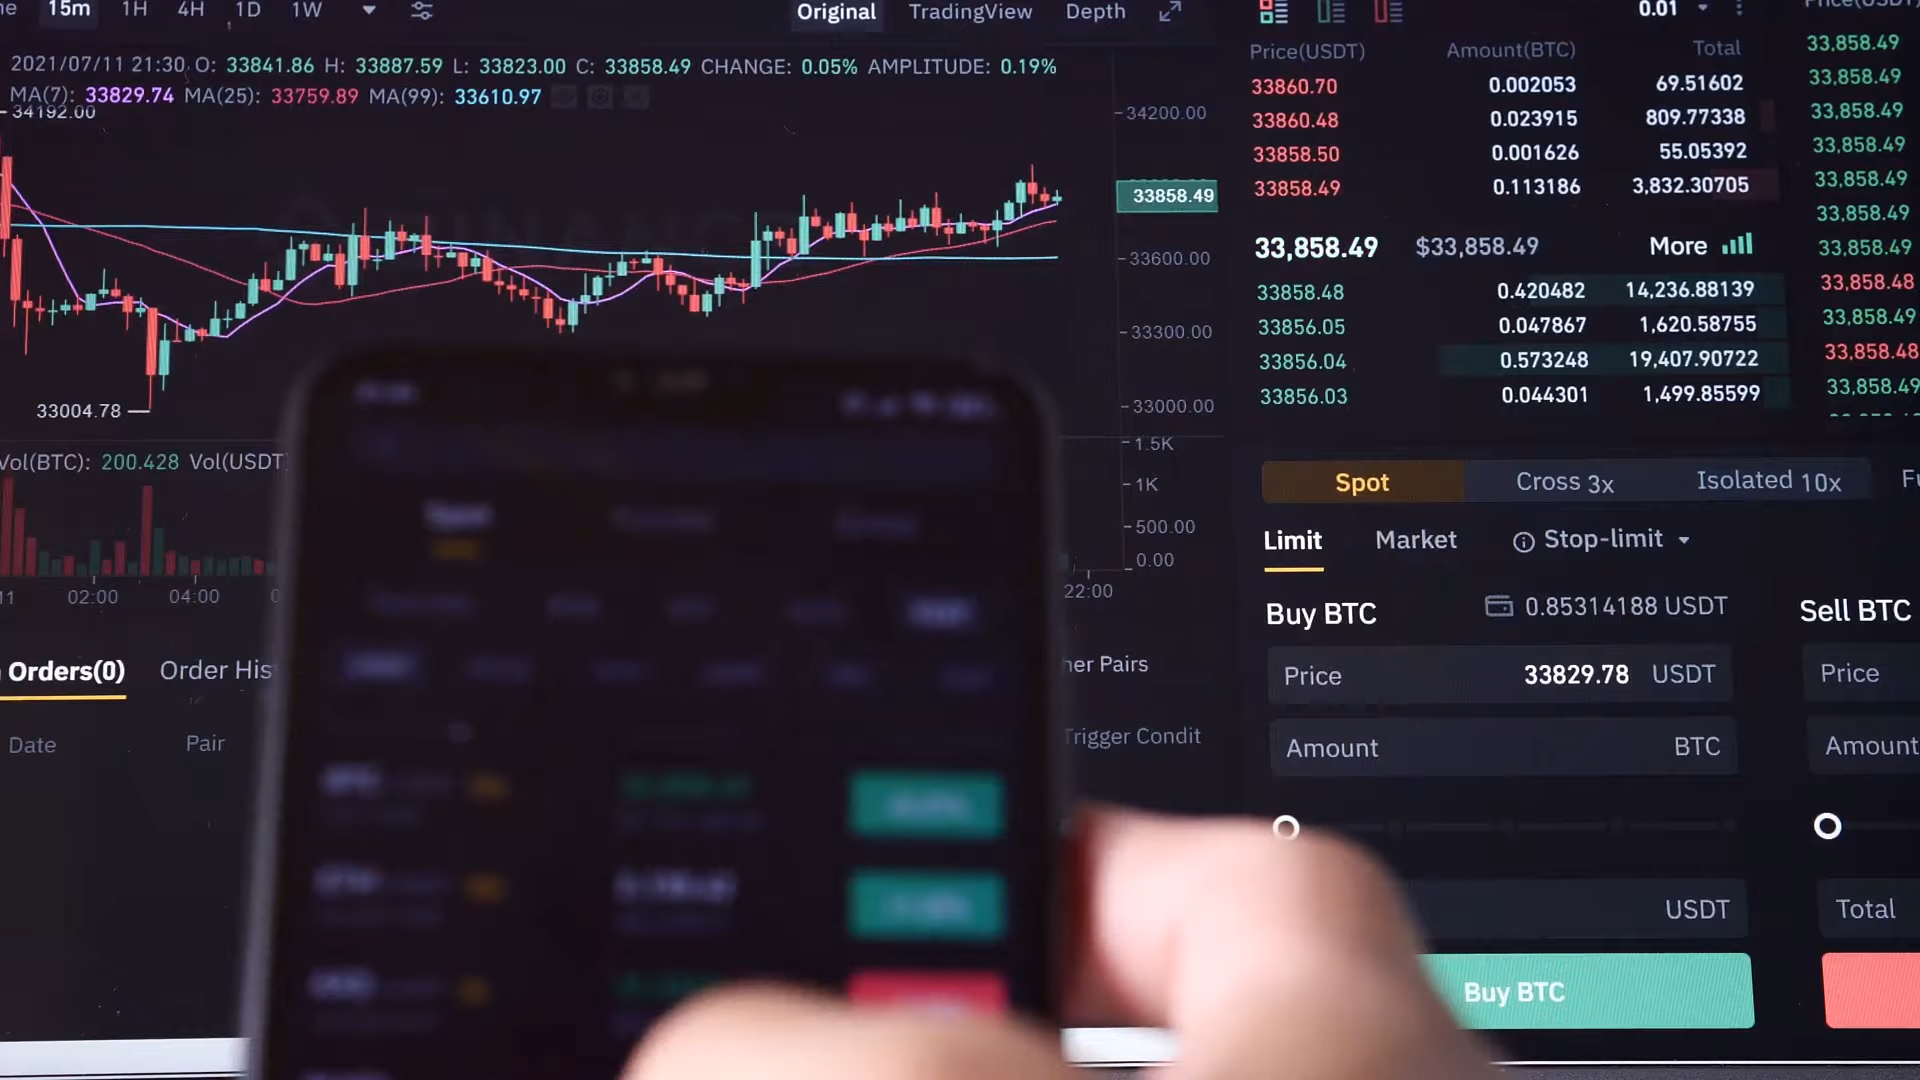 15m 1H 4H 1D 1W
Original TradingView Depth
2021/07/11 21:30 O: 33841.86 H: 33887.59 L: 33823.00 C: 33858.49 CHANGE: 0.05% AMPLITUDE: 0.19%
MA(7): 33829.74 MA(25): 33759.89 MA(99): 33610.97
34192.00
34200.00
33858.49
33600.00
33300.00
33004.78
33000.00
Vol(BTC): 200.428 Vol(USDT
1.5K
1K
500.00
0.00
02:00 04:00 22:00
Orders(0) Order His
her Pairs
Date Pair
Trigger Condit
0.01
Price(USDT) Amount(BTC) Total
33860.70 0.002053 69.51602
33860.48 0.023915 809.77338
33858.50 0.001626 55.05392
33858.49 0.113186 3,832.30705
33,858.49 $33,858.49 More
33858.48 0.420482 14,236.88139
33856.05 0.047867 1,620.58755
33856.04 0.573248 19,407.90722
33856.03 0.044301 1,499.85599
33,858.49
33,858.49
33,858.49
33,858.49
33,858.49
33,858.49
33,858.49
33,858.48
33,858.49
33,858.48
33,858.49
Spot Cross 3x Isolated 10x
Limit Market Stop-limit
Buy BTC 0.85314188 USDT
Price 33829.78 USDT
Amount BTC
USDT
Buy BTC
Sell BTC
Price
Amount
Total